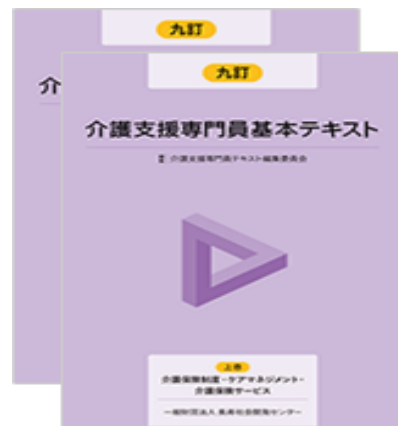 九訂
介
九訂
介護支援専門員基本テキスト
介護支援専門員テキスト編集委員会
上巻
介護保険制度・ケアマネジメント・
介護保険サービス
一般財団法人 長寿社会開発センター